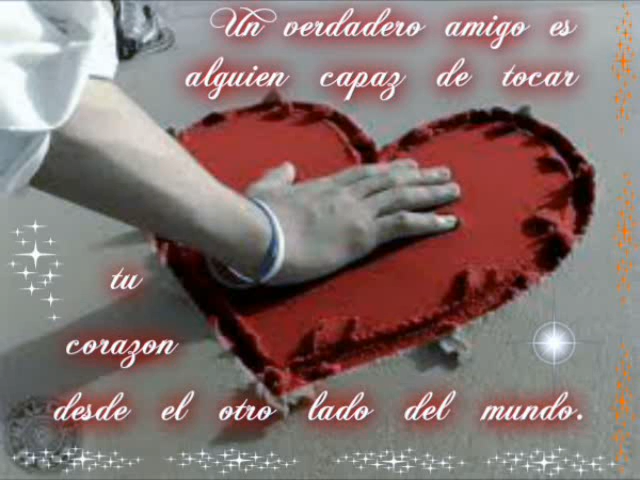 Un verdadero amigo es
alguien capaz de tocar
tu
corazon
desde el otro lado del mundo.